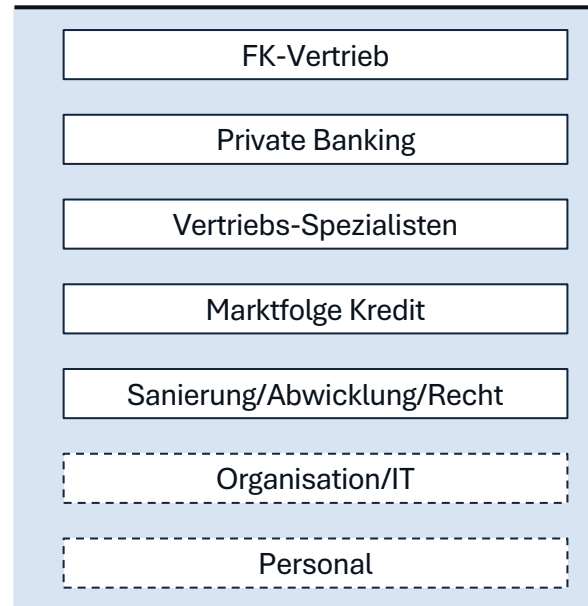 FK-Vertrieb
Private Banking
Vertriebs-Spezialisten
Marktfolge Kredit
Sanierung/Abwicklung/Recht
Organisation/IT
Personal